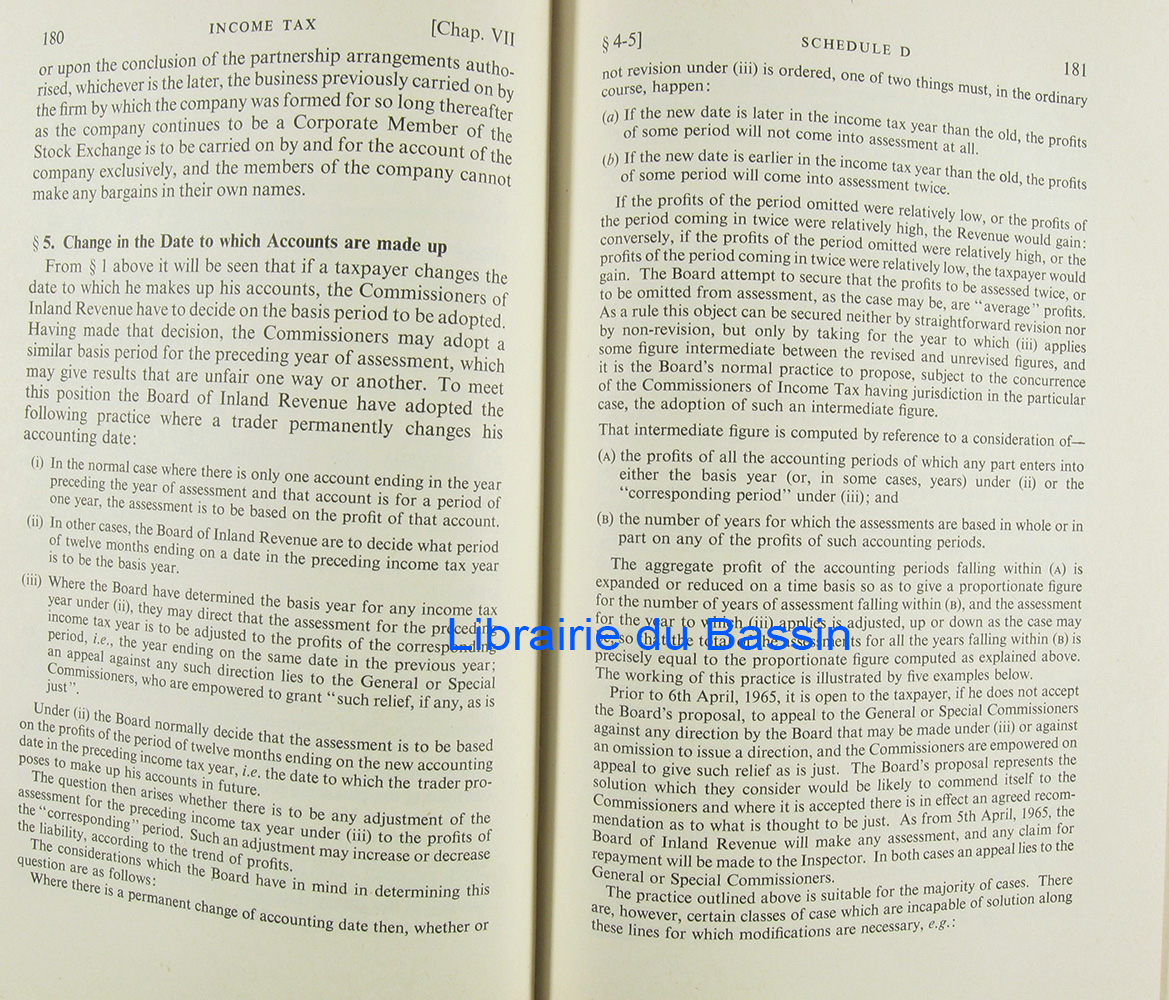 180 INCOME TAX [Chap. VII
or upon the conclusion of the partnership arrangements autho-
rised, whichever is the later, the business previously carried on by
the firm by which the company was formed for so long thereafter
as the company continues to be a Corporate Member of the
Stock Exchange is to be carried on by and for the account of the
company exclusively, and the members of the company cannot
make any bargains in their own names.
§ 5. Change in the Date to which Accounts are made up
From § 1 above it will be seen that if a taxpayer changes the
date to which he makes up his accounts, the Commissioners of
Inland Revenue have to decide on the basis period to be adopted.
Having made that decision, the Commissioners may adopt a
similar basis period for the preceding year of assessment, which
may give results that are unfair one way or another. To meet
this position the Board of Inland Revenue have adopted the
following practice where a trader permanently changes his
accounting date:
(i) In the normal case where there is only one account ending in the year
preceding the year of assessment and that account is for a period of
one year, the assessment is to be based on the profit of that account.
(ii) In other cases, the Board of Inland Revenue are to decide what period
of twelve months ending on a date in the preceding income tax year
is to be the basis year.
(iii) Where the Board have determined the basis year for any income tax
year under (ii), they may direct that the assessment for the preceding
income tax year is to be adjusted to the profits of the corresponding
period, i.e., the year ending on the same date in the previous year;
an appeal against any such direction lies to the General or Special
Commissioners, who are empowered to grant "such relief, if any, as is
just".
Under (ii) the Board normally decide that the assessment is to be based
on the profits of the period of twelve months ending on the new accounting
date in the preceding income tax year, i.e. the date to which the trader pro-
poses to make up his accounts in future.
The question then arises whether there is to be any adjustment of the
assessment for the preceding income tax year under (iii) to the profits of
the "corresponding" period. Such an adjustment may increase or decrease
the liability, according to the trend of profits.
The considerations which the Board have in mind in determining this
question are as follows:
Where there is a permanent change of accounting date then, whether or
§ 4-5] SCHEDULE D 181
not revision under (iii) is ordered, one of two things must, in the ordinary
course, happen:
(a) If the new date is later in the income tax year than the old, the profits
of some period will not come into assessment at all.
(b) If the new date is earlier in the income tax year than the old, the profits
of some period will come into assessment twice.
If the profits of the period omitted were relatively low, or the profits of
the period coming in twice were relatively high, the Revenue would gain:
conversely, if the profits of the period omitted were relatively high, or the
profits of the period coming in twice were relatively low, the taxpayer would
gain. The Board attempt to secure that the profits to be assessed twice, or
to be omitted from assessment, as the case may be, are "average" profits.
As a rule this object can be secured neither by straightforward revision nor
by non-revision, but only by taking for the year to which (iii) applies
some figure intermediate between the revised and unrevised figures, and
it is the Board's normal practice to propose, subject to the concurrence
of the Commissioners of Income Tax having jurisdiction in the particular
case, the adoption of such an intermediate figure.
That intermediate figure is computed by reference to a consideration of—
(A) the profits of all the accounting periods of which any part enters into
either the basis year (or, in some cases, years) under (ii) or the
"corresponding period" under (iii); and
(B) the number of years for which the assessments are based in whole or in
part on any of the profits of such accounting periods.
The aggregate profit of the accounting periods falling within (A) is
expanded or reduced on a time basis so as to give a proportionate figure
for the number of years of assessment falling within (B), and the assessment
for the year to which (iii) applies is adjusted, up or down as the case may
so that the total assessments for all the years falling within (B) is
precisely equal to the proportionate figure computed as explained above.
The working of this practice is illustrated by five examples below.
Prior to 6th April, 1965, it is open to the taxpayer, if he does not accept
the Board's proposal, to appeal to the General or Special Commissioners
against any direction by the Board that may be made under (iii) or against
an omission to issue a direction, and the Commissioners are empowered on
appeal to give such relief as is just. The Board's proposal represents the
solution which they consider would be likely to commend itself to the
Commissioners and where it is accepted there is in effect an agreed recom-
mendation as to what is thought to be just. As from 5th April, 1965, the
Board of Inland Revenue will make any assessment, and any claim for
repayment will be made to the Inspector. In both cases an appeal lies to the
General or Special Commissioners.
The practice outlined above is suitable for the majority of cases. There
are, however, certain classes of case which are incapable of solution along
these lines for which modifications are necessary, e.g.:
Librairie du Bassin